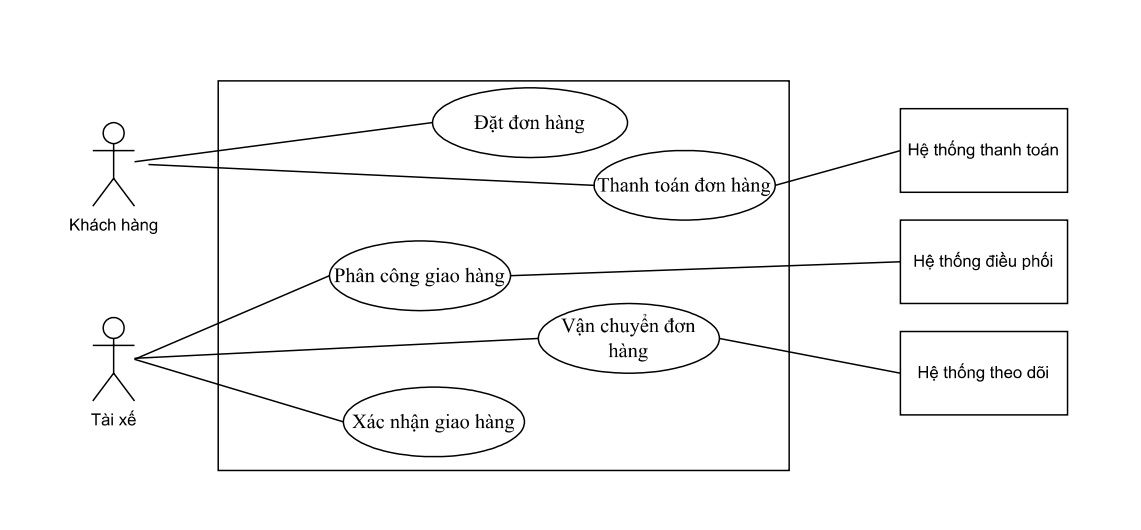 Đặt đơn hàng
Thanh toán đơn hàng
Hệ thống thanh toán
Khách hàng
Phân công giao hàng
Hệ thống điều phối
Vận chuyển đơn
hàng
Hệ thống theo dõi
Tài xế
Xác nhận giao hàng